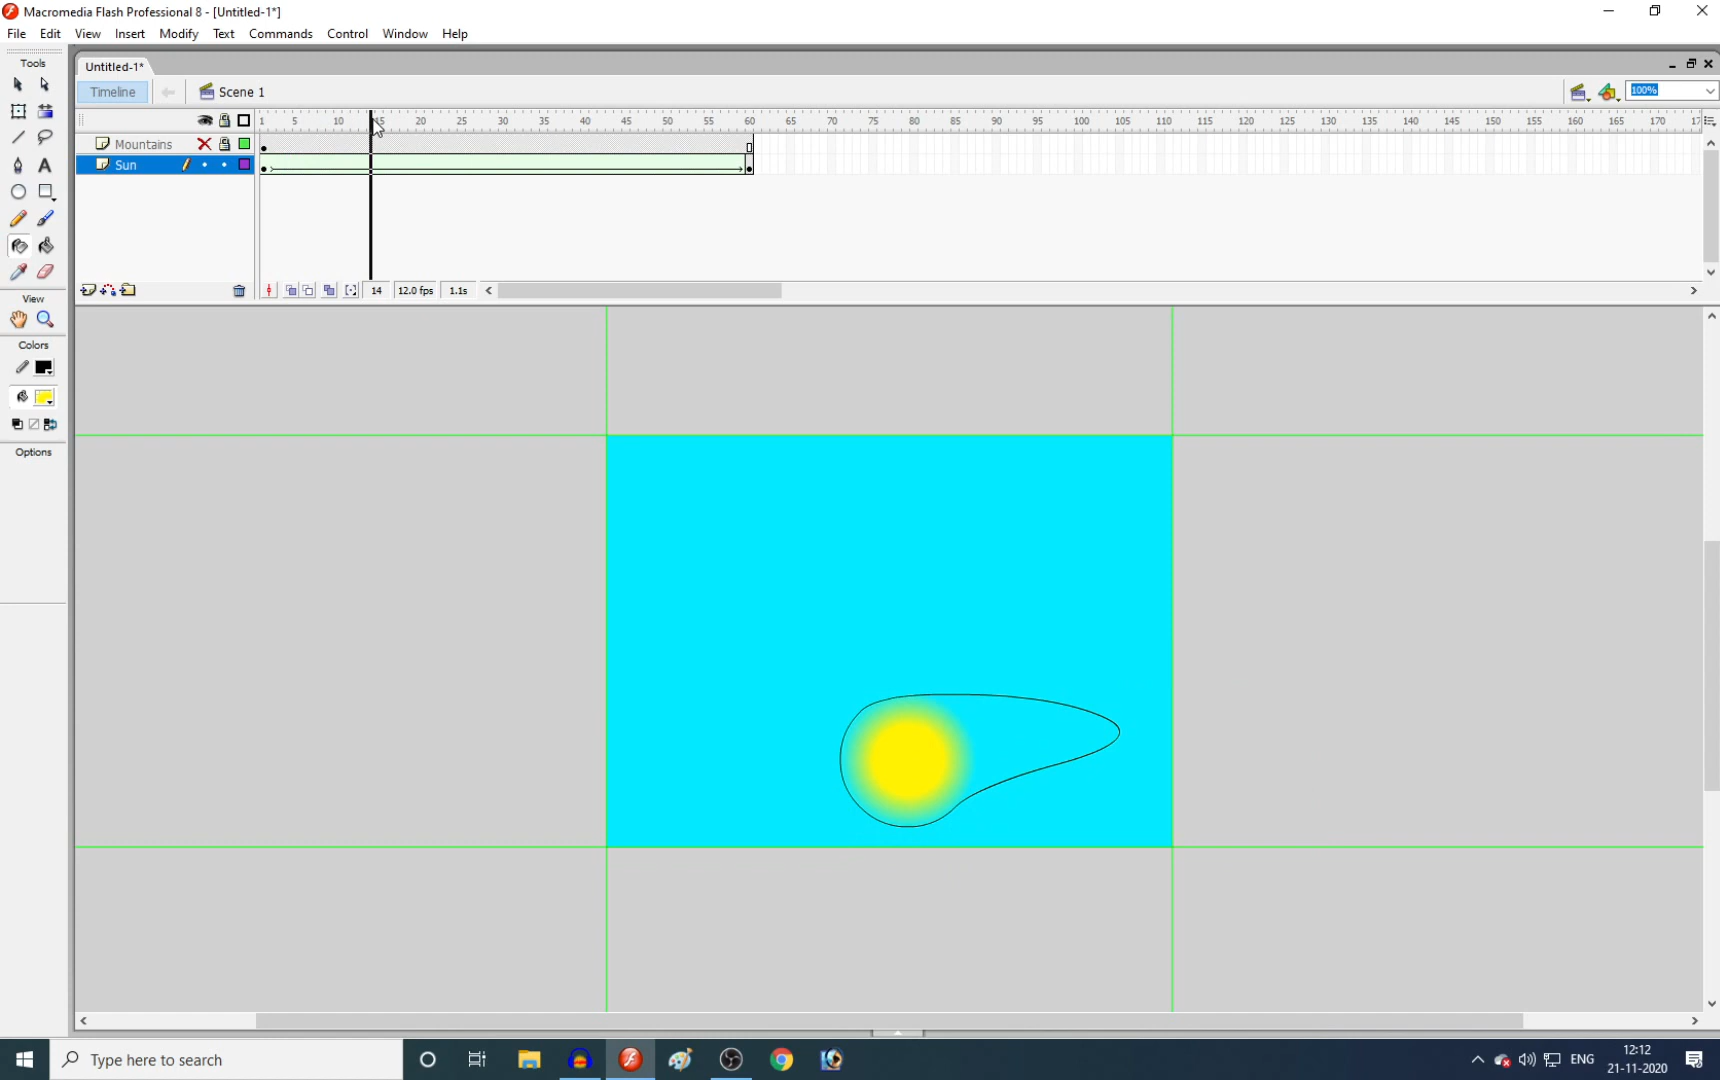 Macromedia Flash Professional 8 - [Untitled-1*]
File Edit View Insert Modify Text Commands Control Window Help
Tools
Untitled-1*
Timeline
Scene 1
100%
1 5 10 15 20 25 30 35 40 45 50 55 60 65 70 75 80 85 90 95 100 105 110 115 120 125 130 135 140 145 150 155 160 165 170 17
Mountains
Sun
A
14 12.0 fps 1.1s
View
Colors
Options
Type here to search
ENG
12:12
21-11-2020